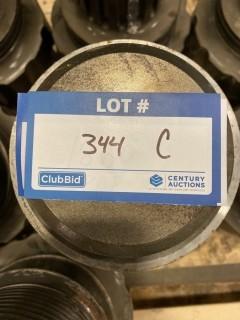 LOT #
344 C
ClubBid
CENTURY
AUCTIONS